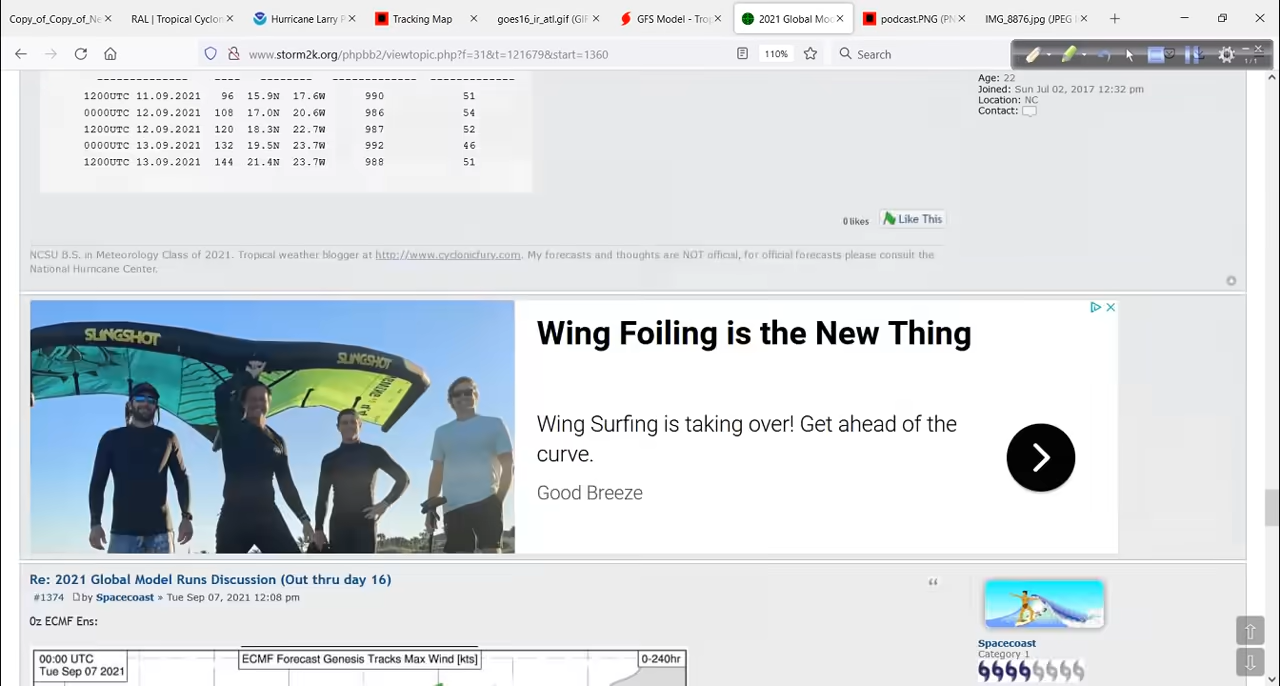 Copy_of_Copy_of_Ne
RAL | Tropical Cyclon
Hurricane Larry P
Tracking Map
goes16_ir_atl.gif (GIF
GFS Model - Tro
2021 Global Mo
podcast.PNG (PN
IMG_8876.jpg (JPEG
www.storm2k.org/phpbb2/viewtopic.php?f=31&t=121679&start=1360
110%
Search
1/1
1200UTC 11.09.2021 96 15.9N 17.6W 990 51
0000UTC 12.09.2021 108 17.0N 20.6W 986 54
1200UTC 12.09.2021 120 18.3N 22.7W 987 52
0000UTC 13.09.2021 132 19.5N 23.7W 992 46
1200UTC 13.09.2021 144 21.4N 23.7W 988 51
Age: 22
Joined: Sun Jul 02, 2017 12:32 pm
Location: NC
Contact:
0 likes
Like This
NCSU B.S. in Meteorology Class of 2021. Tropical weather blogger at http://www.cyclonicfury.com. My forecasts and thoughts are NOT official, for official forecasts please consult the
National Hurricane Center.
SLINGSHOT
SLINGSHOT
Wing Foiling is the New Thing
Wing Surfing is taking over! Get ahead of the
curve.
Good Breeze
Re: 2021 Global Model Runs Discussion (Out thru day 16)
#1374 by Spacecoast » Tue Sep 07, 2021 12:08 pm
0z ECMF Ens:
00:00 UTC
Tue Sep 07 2021
ECMF Forecast Genesis Tracks Max Wind [kts]
0-240hr
Spacecoast
Category 1